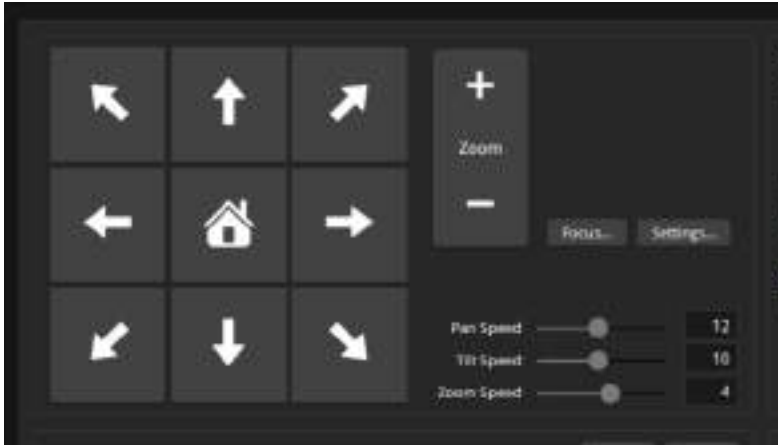 +
Zoom
−
Focus... Settings...
Pan Speed 12
Tilt Speed 10
Zoom Speed 4